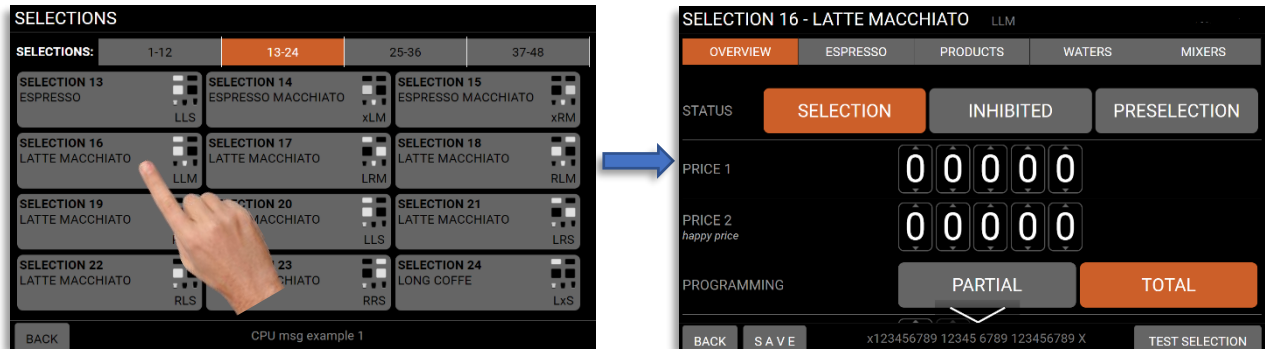 SELECTIONS
SELECTIONS: 1-12 13-24 25-36 37-48
SELECTION 13
ESPRESSO
LLS
SELECTION 14
ESPRESSO MACCHIATO
xLM
SELECTION 15
ESPRESSO MACCHIATO
xRM
SELECTION 16
LATTE MACCHIATO
LLM
SELECTION 17
LATTE MACCHIATO
LRM
SELECTION 18
LATTE MACCHIATO
RLM
SELECTION 19
LATTE MACCHIATO
CTION 20
MACCHIATO
LLS
SELECTION 21
LATTE MACCHIATO
LRS
SELECTION 22
LATTE MACCHIATO
RLS
23
CHIATO
RRS
SELECTION 24
LONG COFFE
LxS
BACK CPU msg example 1
SELECTION 16 - LATTE MACCHIATO LLM
OVERVIEW ESPRESSO PRODUCTS WATERS MIXERS
STATUS SELECTION INHIBITED PRESELECTION
PRICE 1 0 0 0 0 0
PRICE 2 0 0 0 0 0
happy price
PROGRAMMING PARTIAL TOTAL
BACK S A V E x123456789 12345 6789 123456789 X TEST SELECTION